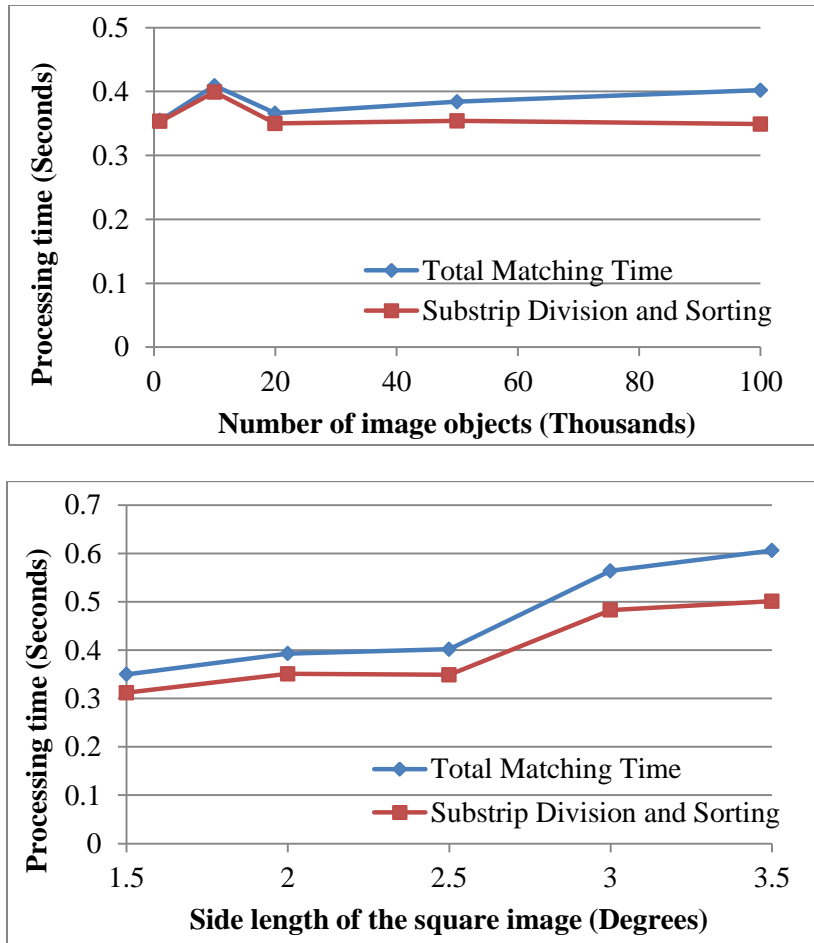 0.5
0.4
0.3
0.2
0.1
0
Processing time (Seconds)
Total Matching Time
Substrip Division and Sorting
0 20 40 60 80 100
Number of image objects (Thousands)
0.7
0.6
0.5
0.4
0.3
0.2
0.1
0
Processing time (Seconds)
Total Matching Time
Substrip Division and Sorting
1.5 2 2.5 3 3.5
Side length of the square image (Degrees)